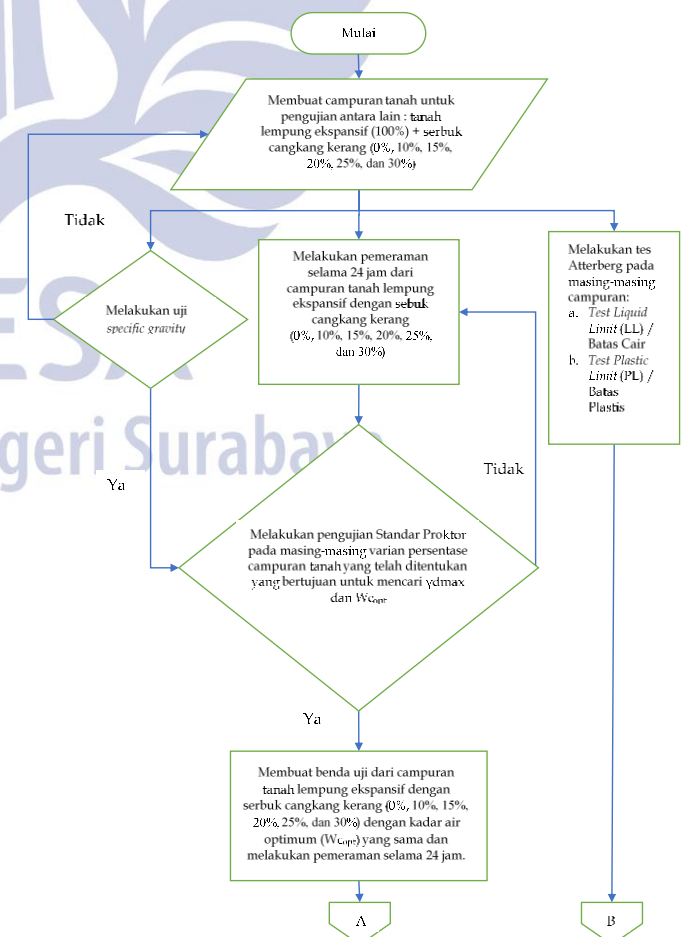 Mulai
Membuat campuran tanah untuk
pengujian antara lain : tanah
lempung ekspansif (100%) + serbuk
cangkang kerang (0%, 10%, 15%,
20%, 25%, dan 30%)
Tidak
Melakukan uji
specific gravity
Melakukan pemeraman
selama 24 jam dari
campuran tanah lempung
ekspansif dengan sebuk
cangkang kerang
(0%, 10%, 15%, 20%, 25%,
dan 30%)
Melakukan tes
Atterberg pada
masing-masing
campuran:
a. Test Liquid
Limit (LL) /
Batas Cair
b. Test Plastic
Limit (PL) /
Batas
Plastis
ESA
geri Surabaya
Ya
Tidak
Melakukan pengujian Standar Proktor
pada masing-masing varian persentase
campuran tanah yang telah ditentukan
yang bertujuan untuk mencari γdmax
dan Wcopt
Ya
Membuat benda uji dari campuran
tanah lempung ekspansif dengan
serbuk cangkang kerang (0%, 10%, 15%,
20%, 25%, dan 30%) dengan kadar air
optimum (Wcopt) yang sama dan
melakukan pemeraman selama 24 jam.
A
B